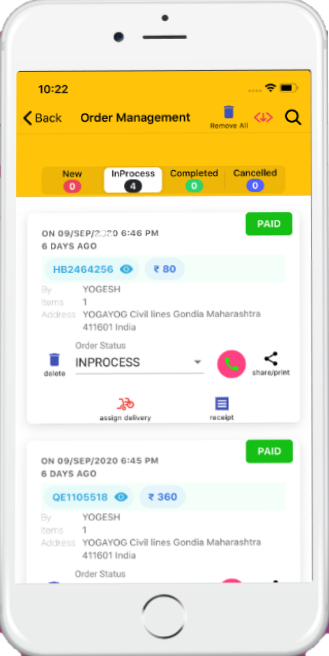 10:22
Back
Order Management
Remove All
New
InProcess
Completed
Cancelled
0
4
0
0
PAID
ON 09/SEP/2020 6:46 PM
6 DAYS AGO
HB2464256
₹ 80
By YOGESH
Items 1
Address YOGAYOG Civil lines Gondia Maharashtra
411601 India
Order Status
INPROCESS
delete
share/print
assign delivery
receipt
PAID
ON 09/SEP/2020 6:45 PM
6 DAYS AGO
QE1105518
₹ 360
By YOGESH
Items 1
Address YOGAYOG Civil lines Gondia Maharashtra
411601 India
Order Status